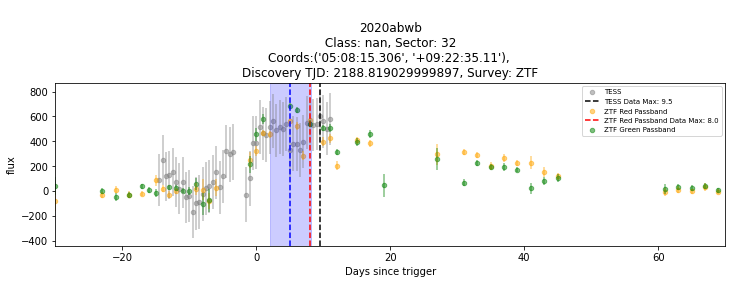 2020abwb
Class: nan, Sector: 32
Coords:('05:08:15.306', '+09:22:35.11'),
Discovery TJD: 2188.819029999897, Survey: ZTF
TESS
TESS Data Max: 9.5
ZTF Red Passband
ZTF Red Passband Data Max: 8.0
ZTF Green Passband
flux
800
600
400
200
0
−200
−400
−20
0
20
40
60
Days since trigger